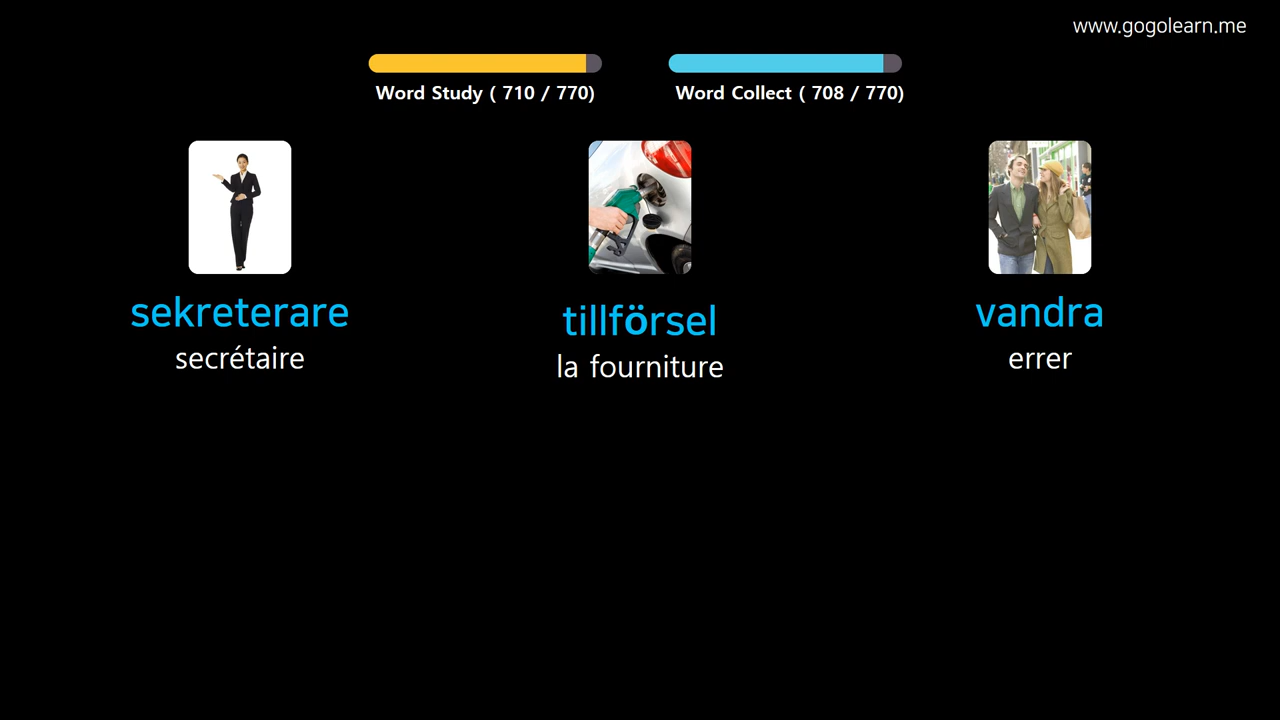 www.gogolearn.me
Word Study ( 710 / 770)
Word Collect ( 708 / 770)
sekreterare
secrétaire
tillförsel
la fourniture
vandra
errer